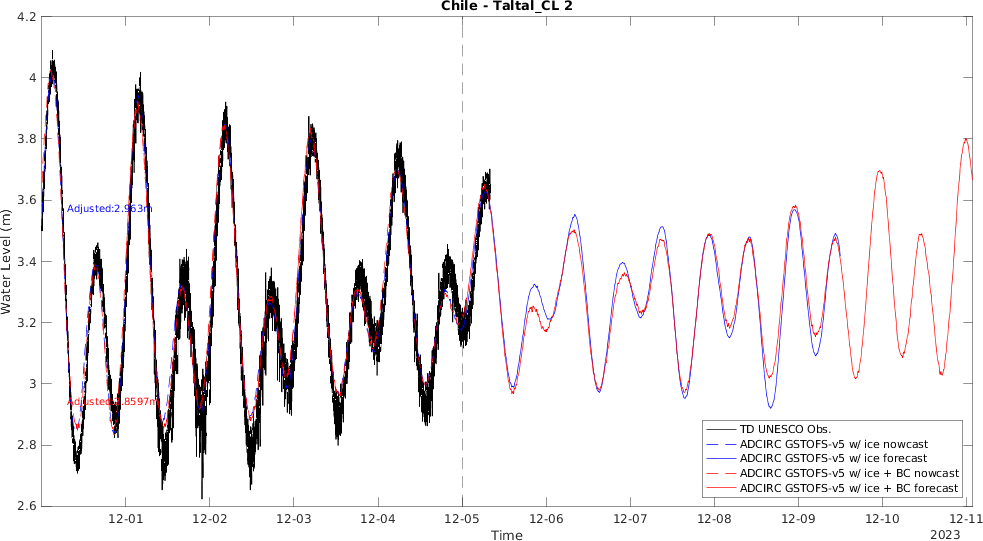 Chile - Taltal_CL 2
4.2
4
3.8
3.6
3.4
3.2
3
2.8
2.6
Water Level (m)
Adjusted:2.963m
Adjusted:2.8597m
TD UNESCO Obs.
ADCIRC GSTOFS-v5 w/ ice nowcast
ADCIRC GSTOFS-v5 w/ ice forecast
ADCIRC GSTOFS-v5 w/ ice + BC nowcast
ADCIRC GSTOFS-v5 w/ ice + BC forecast
12-01 12-02 12-03 12-04 12-05 12-06 12-07 12-08 12-09 12-10 12-11
2023
Time